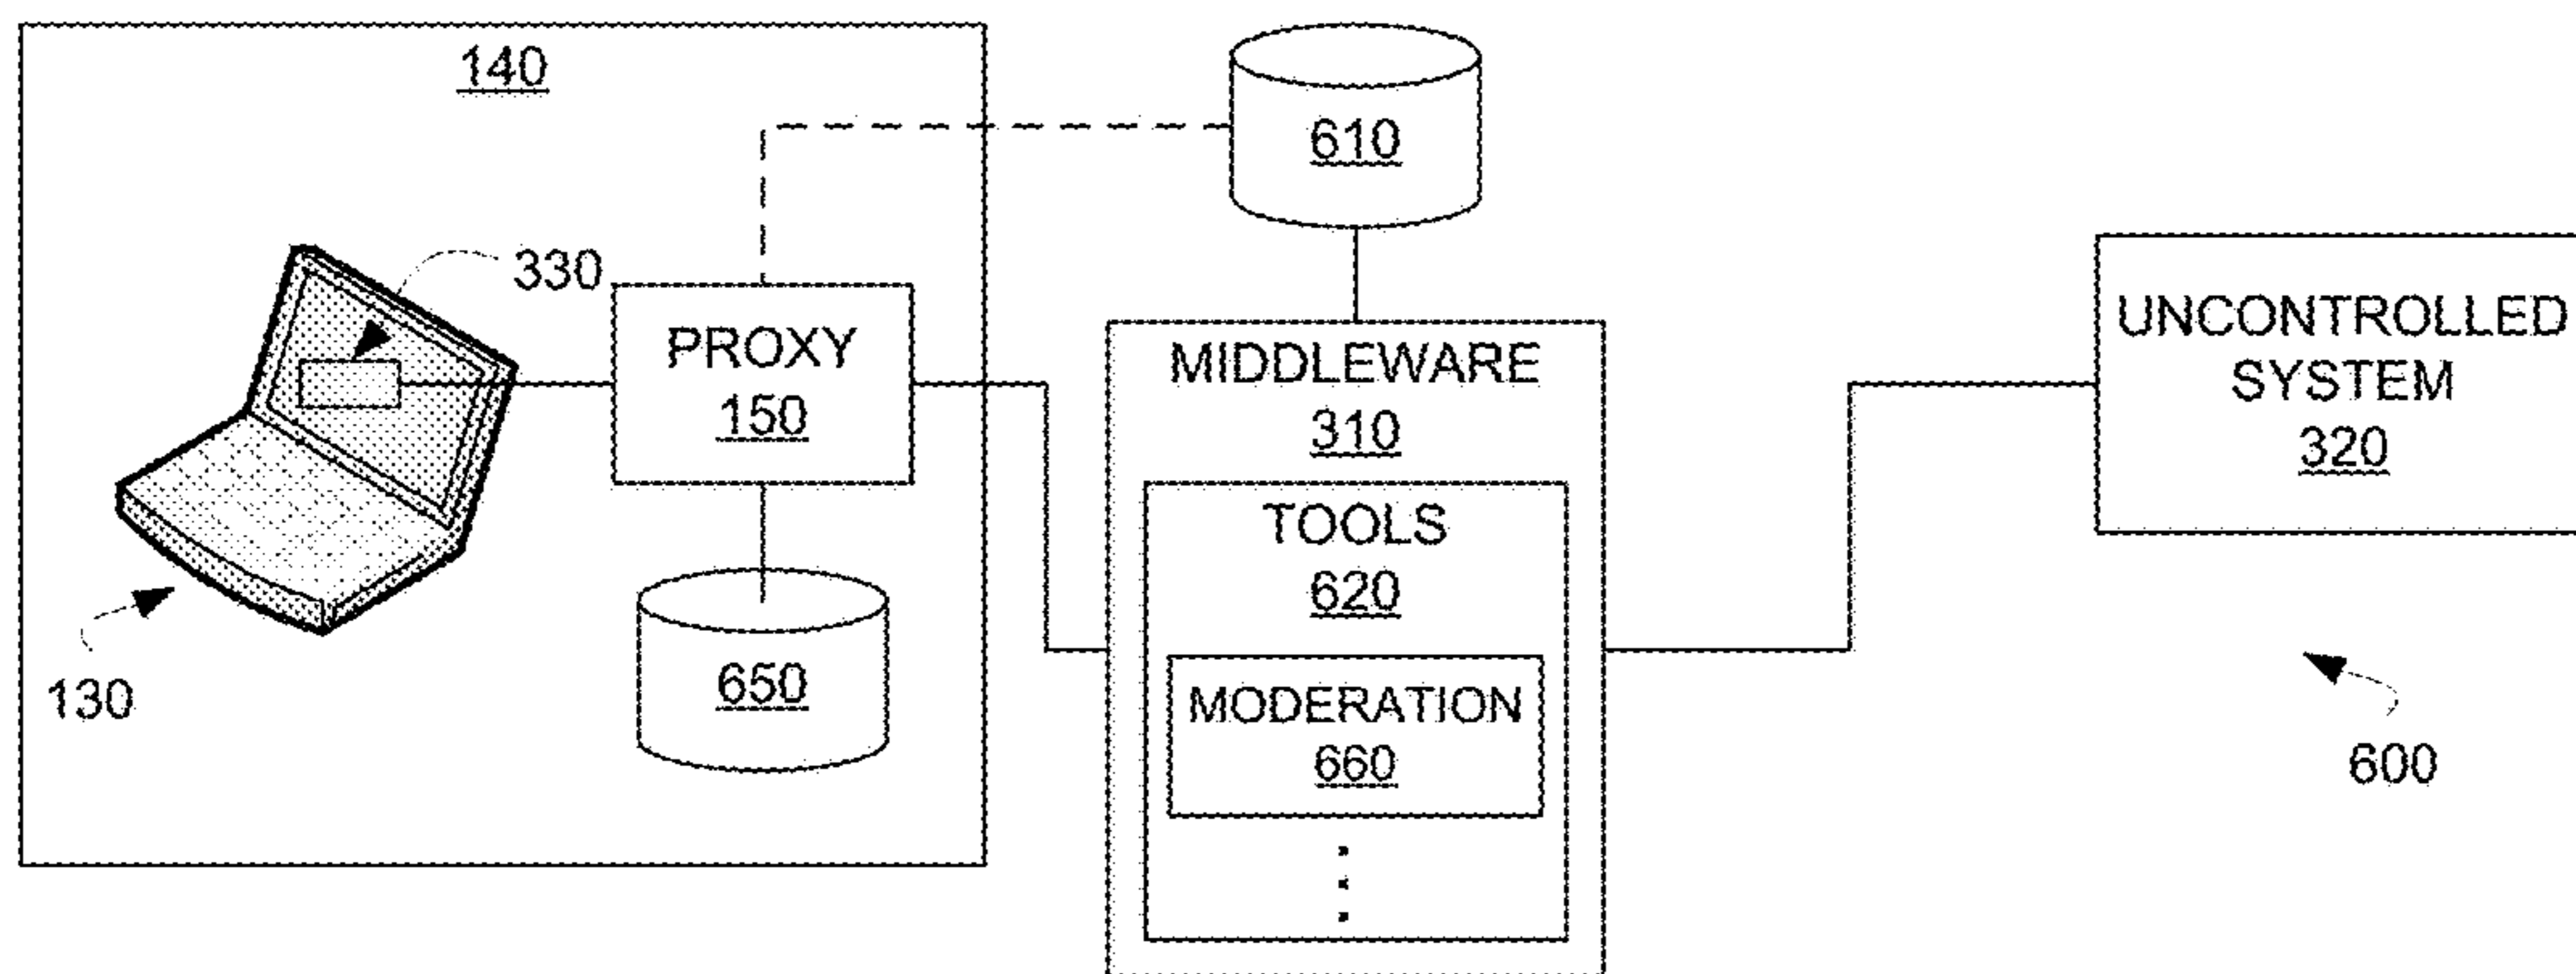 140
610
330
PROXY
150
MIDDLEWARE
310
UNCONTROLLED
SYSTEM
320
TOOLS
620
650
MODERATION
660
130
600